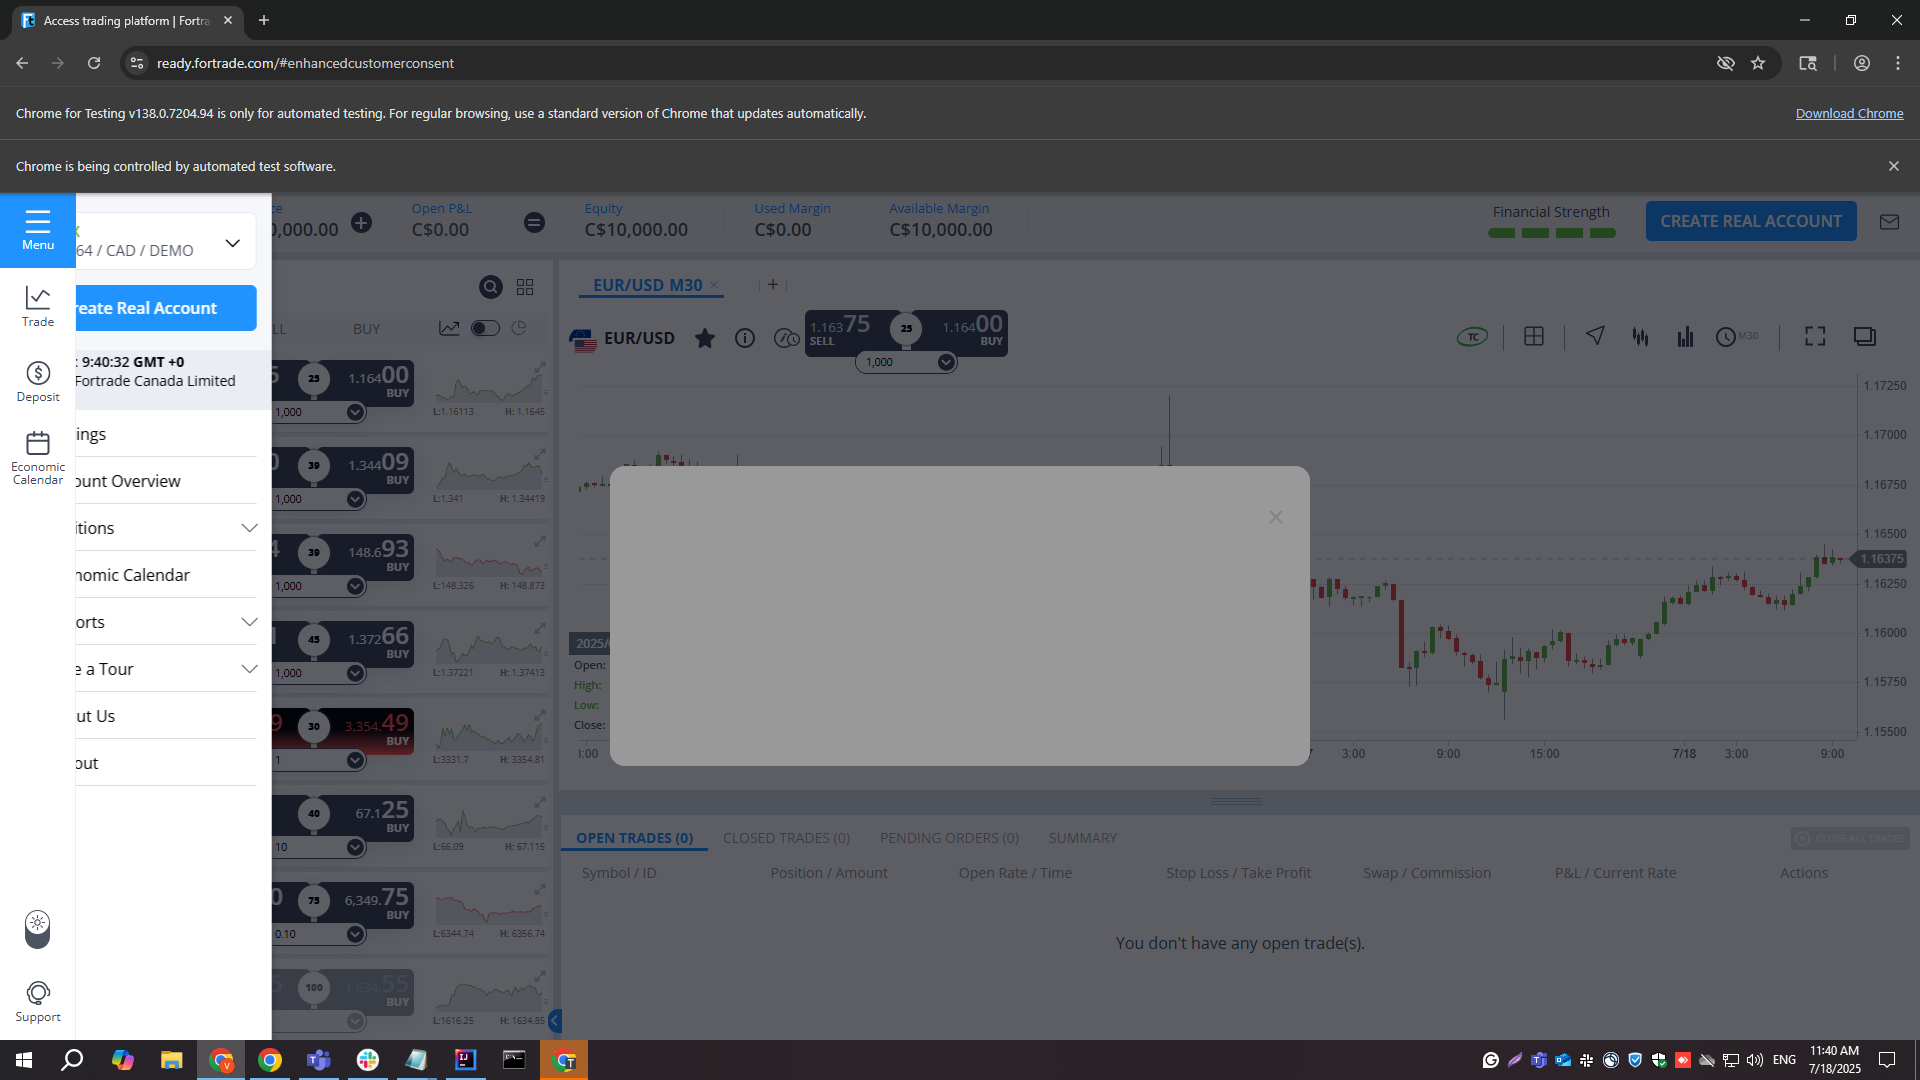 Access trading platform | Fortra
ready.fortrade.com/#enhancedcustomerconsent
Chrome for Testing v138.0.7204.94 is only for automated testing. For regular browsing, use a standard version of Chrome that updates automatically.
Download Chrome
Chrome is being controlled by automated test software.
Menu
Trade
Deposit
Economic
Calendar
Support
64 / CAD / DEMO
reate Real Account
: 9:40:32 GMT +0
Fortrade Canada Limited
ings
ount Overview
itions
nomic Calendar
orts
e a Tour
ut Us
out
ce
0,000.00
Open P&L
C$0.00
Equity
C$10,000.00
Used Margin
C$0.00
Available Margin
C$10,000.00
Financial Strength
CREATE REAL ACCOUNT
LL
BUY
25
1.16400
BUY
1,000
L:1.16113
H: 1.1645
39
1.34409
BUY
1,000
L:1.341
H: 1.34419
39
148.693
BUY
1,000
L:148.326
H: 148.873
45
1.37266
BUY
1,000
L:1.37221
H: 1.37413
30
3,354.49
BUY
1
L:3331.7
H: 3354.81
40
67.125
BUY
10
L:66.09
H: 67.115
75
6,349.75
BUY
0.10
L:6344.74
H: 6356.74
100
1,634.55
BUY
L:1616.25
H: 1634.85
EUR/USD M30
EUR/USD
1.16375
SELL
25
1.16400
BUY
1,000
TC
M30
1.17250
1.17000
1.16750
1.16500
1.16375
1.16250
1.16000
1.15750
1.15500
2025/
Open:
High:
Low:
Close:
:00
3:00
9:00
15:00
7/18
3:00
9:00
OPEN TRADES (0)
CLOSED TRADES (0)
PENDING ORDERS (0)
SUMMARY
CLOSE ALL TRADES
Symbol / ID
Position / Amount
Open Rate / Time
Stop Loss / Take Profit
Swap / Commission
P&L / Current Rate
Actions
You don't have any open trade(s).
ENG
11:40 AM
7/18/2025